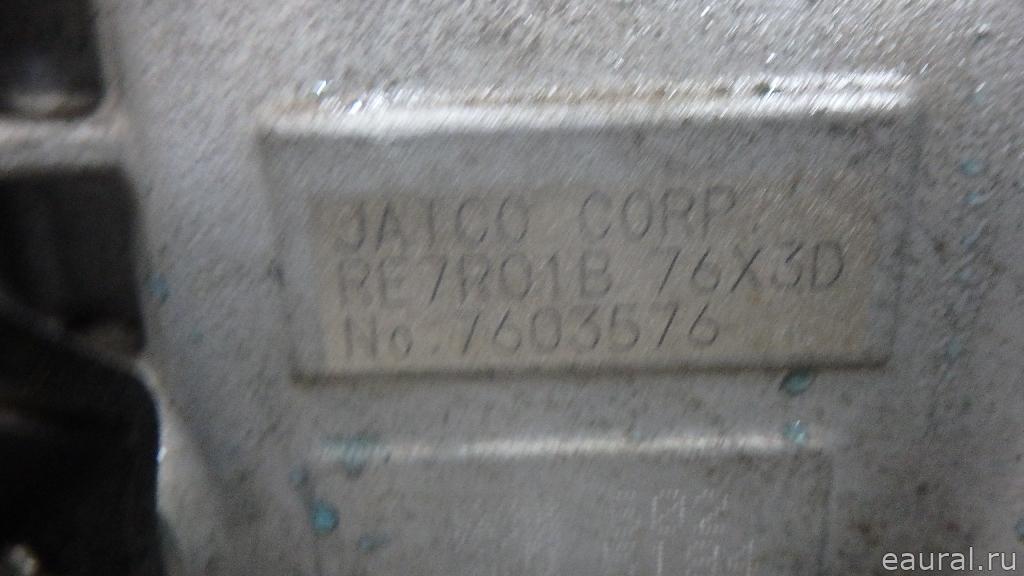 JATCO CORP.
RE7R01B 76X3D
No.7603576
eaural.ru